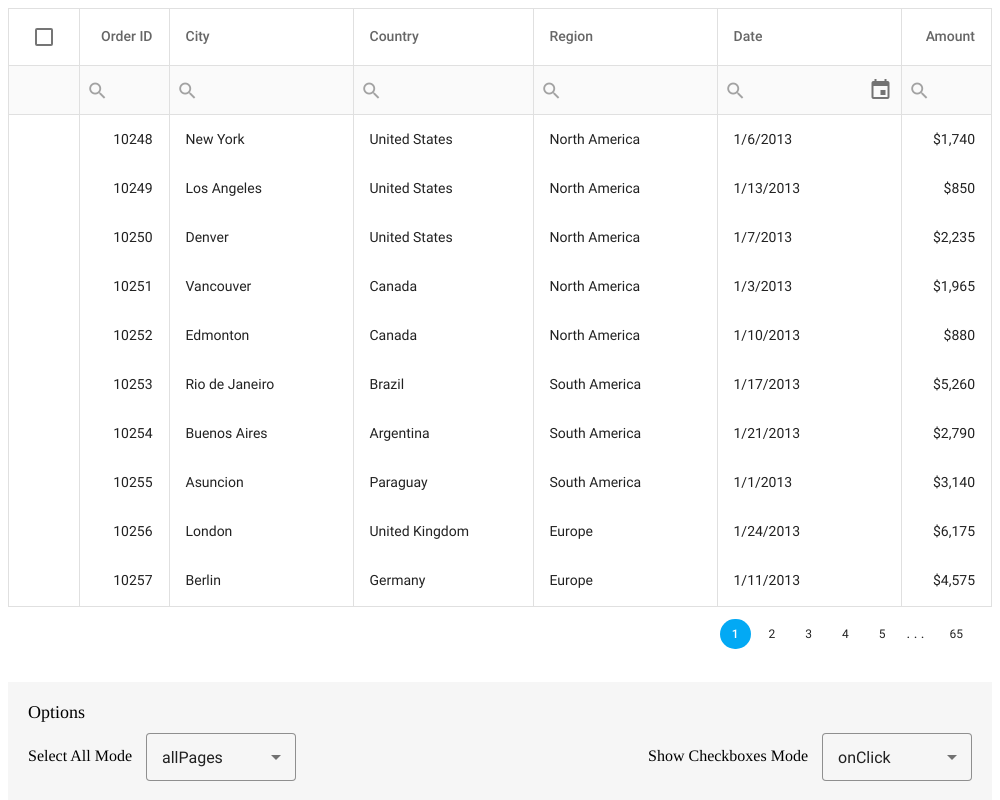 Order ID City Country Region Date Amount
10248 New York United States North America 1/6/2013 $1,740
10249 Los Angeles United States North America 1/13/2013 $850
10250 Denver United States North America 1/7/2013 $2,235
10251 Vancouver Canada North America 1/3/2013 $1,965
10252 Edmonton Canada North America 1/10/2013 $880
10253 Rio de Janeiro Brazil South America 1/17/2013 $5,260
10254 Buenos Aires Argentina South America 1/21/2013 $2,790
10255 Asuncion Paraguay South America 1/1/2013 $3,140
10256 London United Kingdom Europe 1/24/2013 $6,175
10257 Berlin Germany Europe 1/11/2013 $4,575
1 2 3 4 5 . . . 65
Options
Select All Mode allPages Show Checkboxes Mode onClick